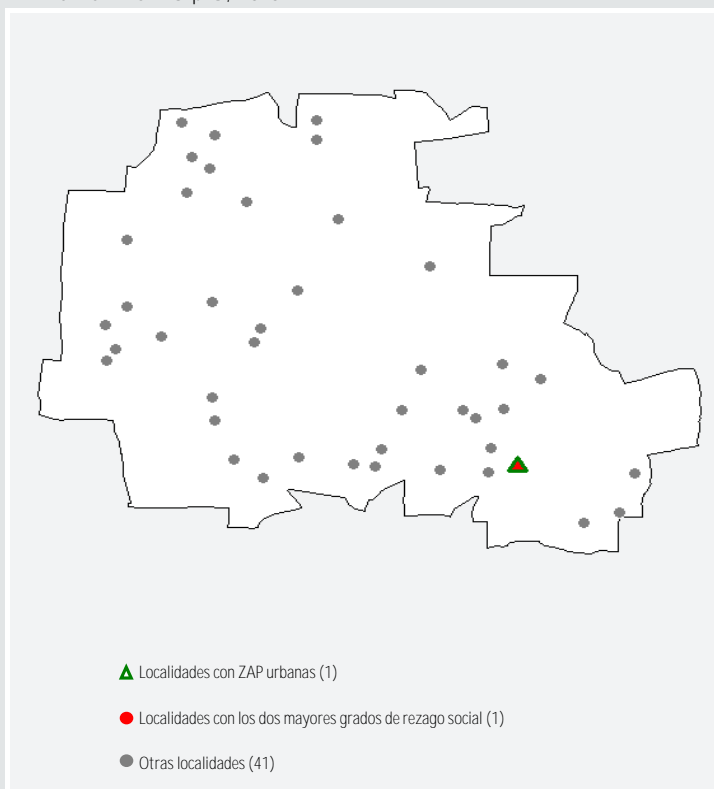 Localidades con ZAP urbanas (1)
Localidades con los dos mayores grados de rezago social (1)
Otras localidades (41)